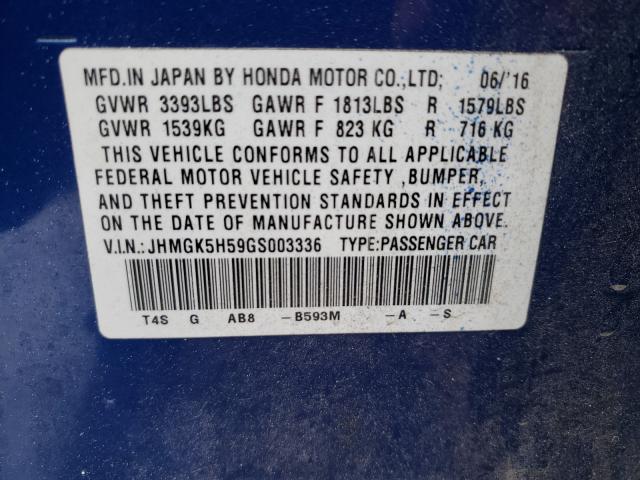 MFD.IN JAPAN BY HONDA MOTOR CO.,LTD; 06/'16
GVWR 3393LBS GAWR F 1813LBS R 1579LBS
GVWR 1539KG GAWR F 823 KG R 716 KG
THIS VEHICLE CONFORMS TO ALL APPLICABLE
FEDERAL MOTOR VEHICLE SAFETY ,BUMPER,
AND THEFT PREVENTION STANDARDS IN EFFECT
ON THE DATE OF MANUFACTURE SHOWN ABOVE.
V.I.N.: JHMGK5H59GS003336 TYPE:PASSENGER CAR
T4S G AB8 -B593M -A -S